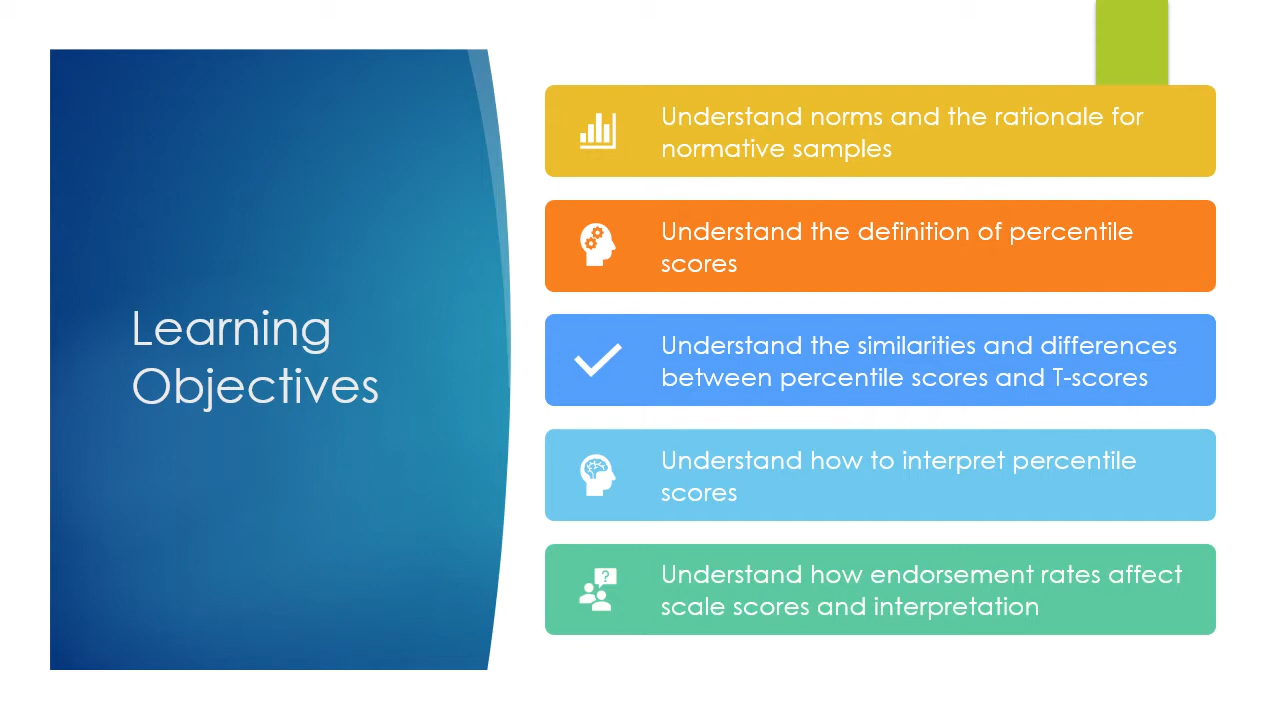 Learning
Objectives
Understand norms and the rationale for
normative samples
Understand the definition of percentile
scores
Understand the similarities and differences
between percentile scores and T-scores
Understand how to interpret percentile
scores
?
Understand how endorsement rates affect
scale scores and interpretation